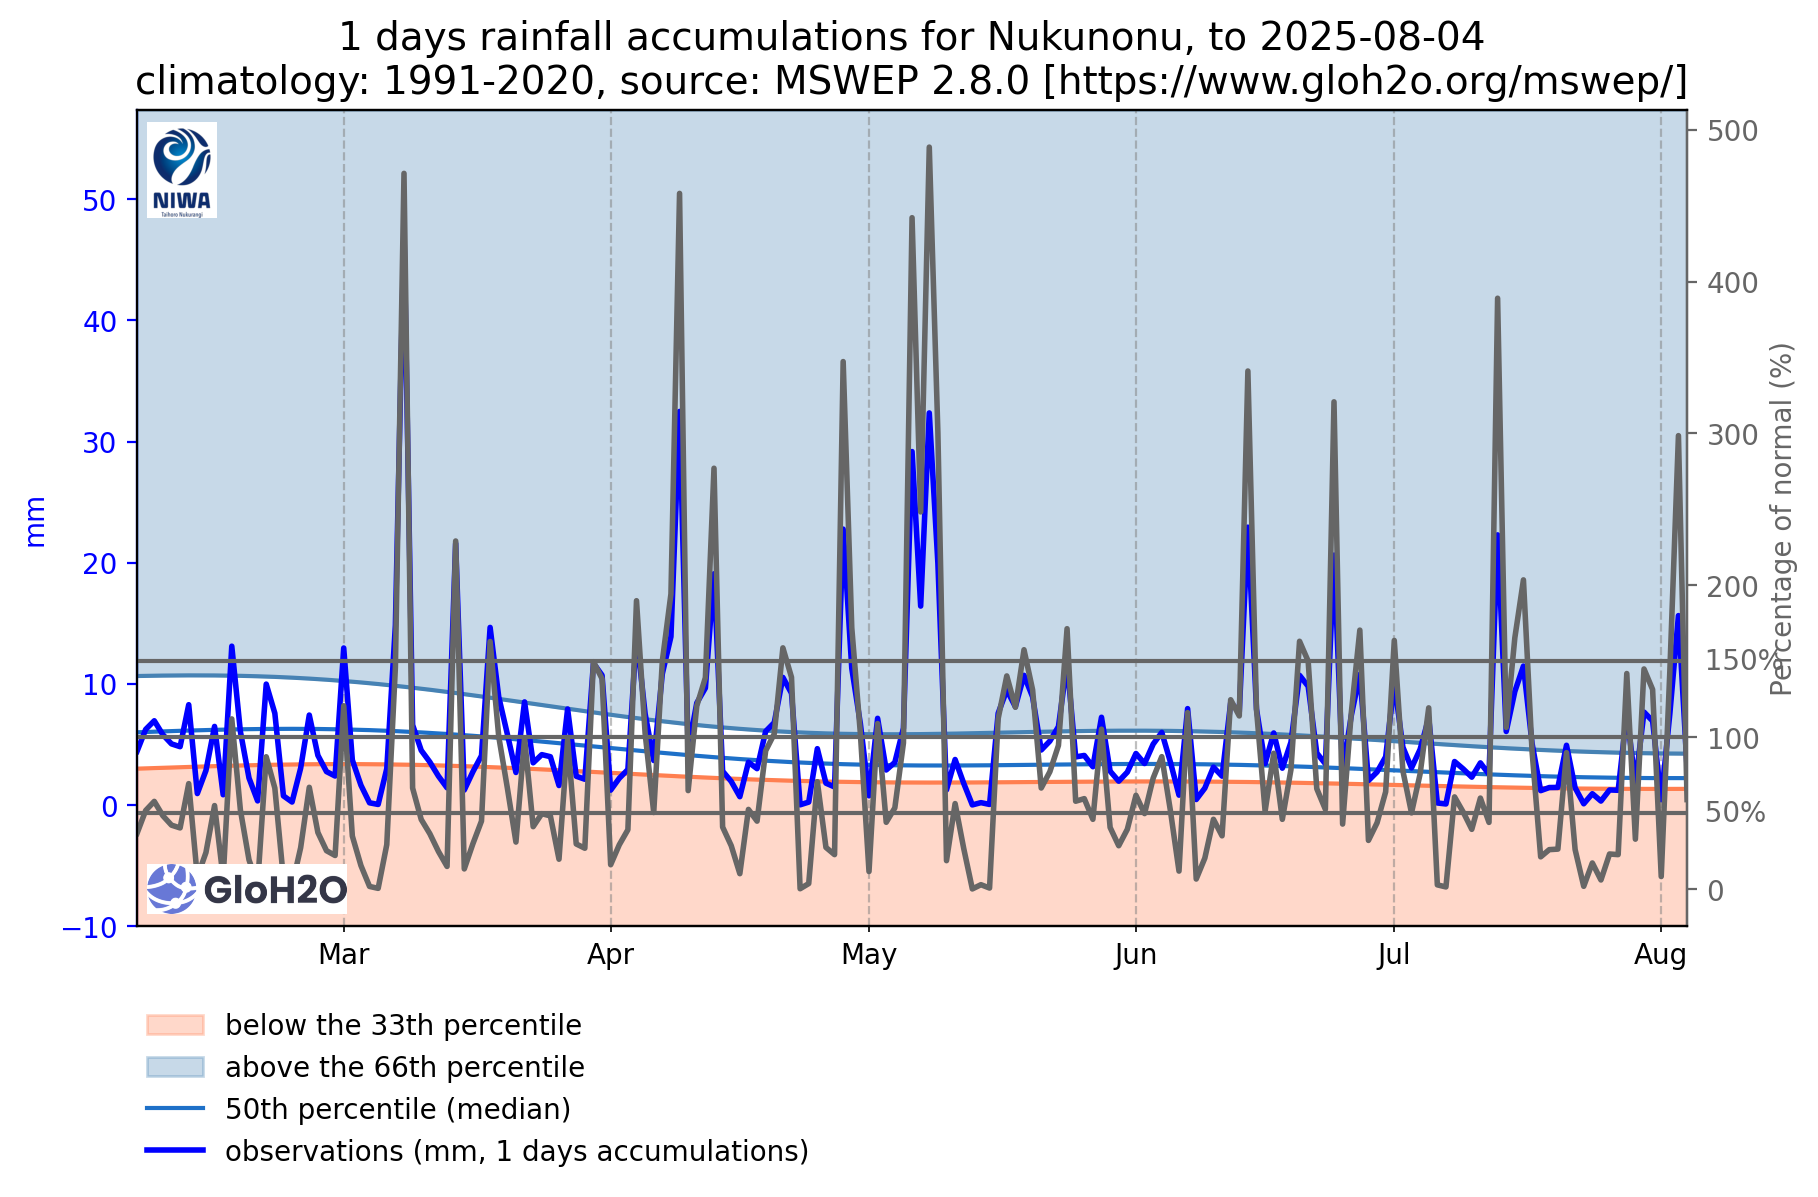 1 days rainfall accumulations for Nukunonu, to 2025-08-04
climatology: 1991-2020, source: MSWEP 2.8.0 [https://www.gloh2o.org/mswep/]
NIWA
Taihoro Nukurangi
50
40
30
20
10
0
−10
mm
500
400
300
200
150%
100
50%
0
Percentage of normal (%)
GloH2O
Mar
Apr
May
Jun
Jul
Aug
below the 33th percentile
above the 66th percentile
50th percentile (median)
observations (mm, 1 days accumulations)